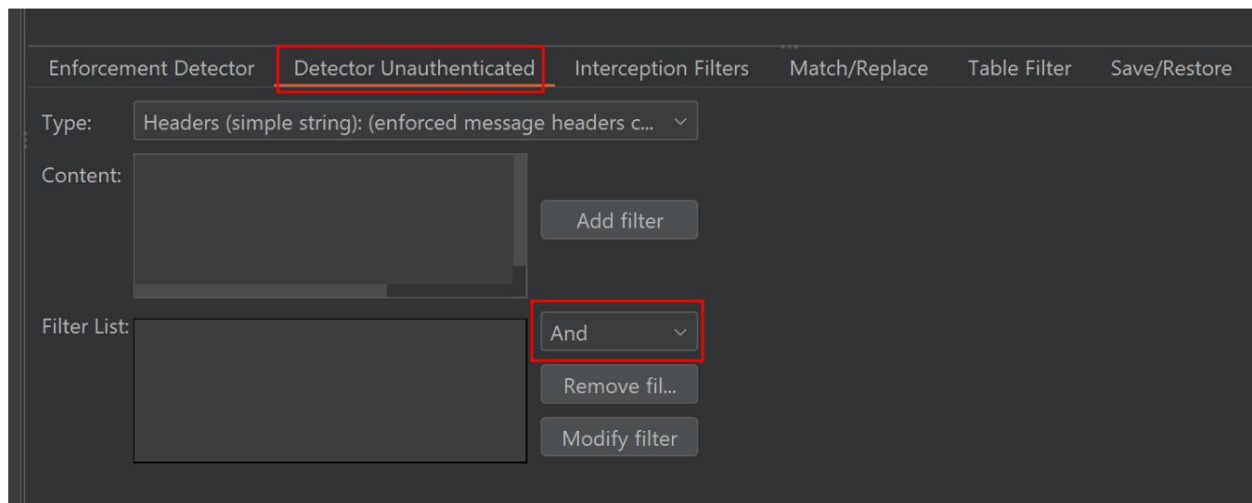 Enforcement Detector Detector Unauthenticated Interception Filters Match/Replace Table Filter Save/Restore
Type: Headers (simple string): (enforced message headers c...
Content:
Add filter
Filter List:
And
Remove fil...
Modify filter